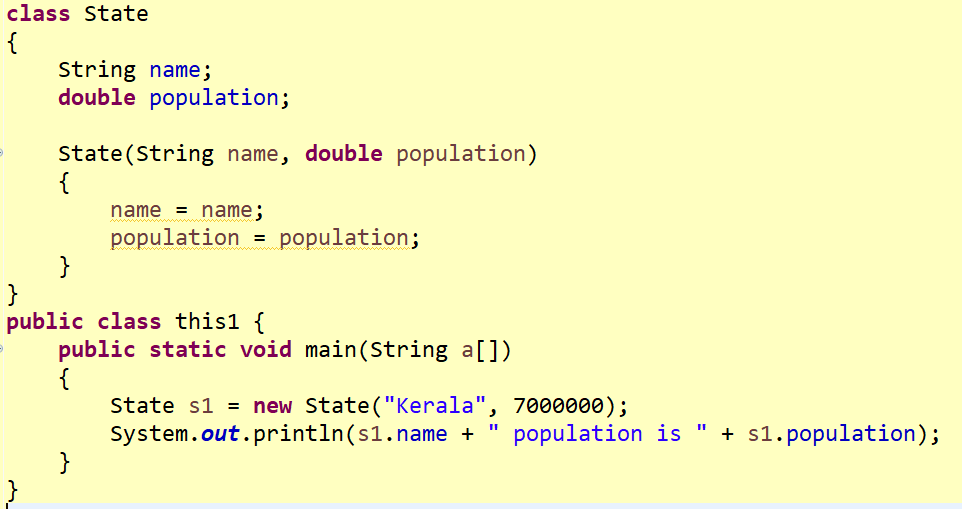 class State
{
    String name;
    double population;

    State(String name, double population)
    {
        name = name;
        population = population;
    }
}
public class this1 {
    public static void main(String a[])
    {
        State s1 = new State("Kerala", 7000000);
        System.out.println(s1.name + " population is " + s1.population);
    }
}